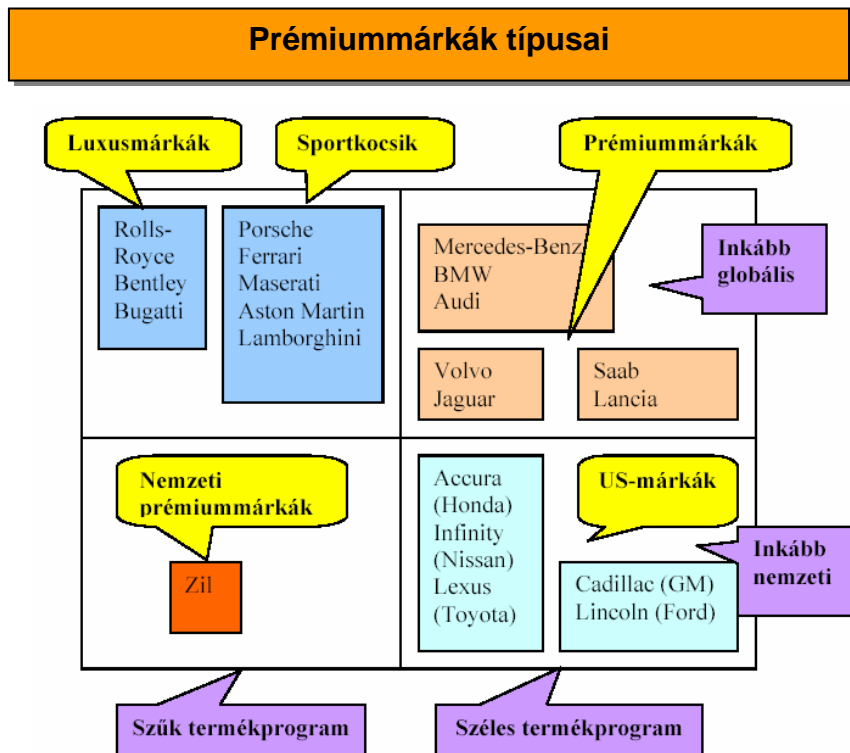 Prémiummárkák típusai
Luxusmárkák
Sportkocsik
Prémiummárkák
Rolls-
Royce
Bentley
Bugatti
Porsche
Ferrari
Maserati
Aston Martin
Lamborghini
Mercedes-Benz
BMW
Audi
Inkább
globális
Volvo
Jaguar
Saab
Lancia
Nemzeti
prémiummárkák
Zil
Accura
(Honda)
Infinity
(Nissan)
Lexus
(Toyota)
US-márkák
Cadillac (GM)
Lincoln (Ford)
Inkább
nemzeti
Szűk termékprogram
Széles termékprogram